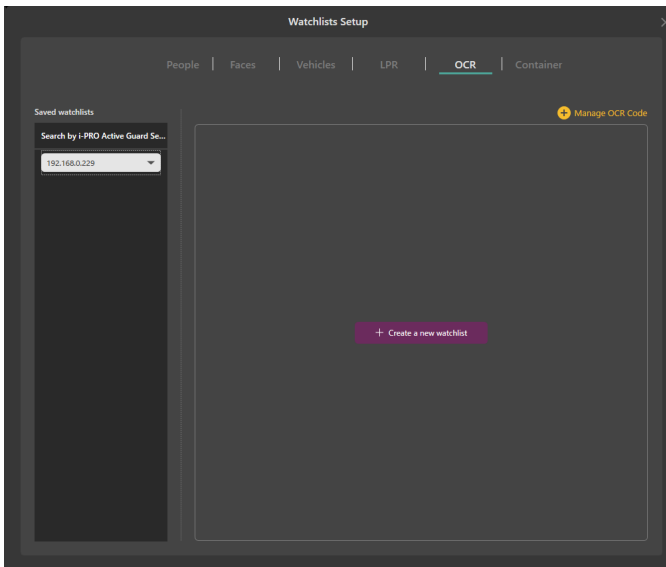 Watchlists Setup
People
Faces
Vehicles
LPR
OCR
Container
Saved watchlists
Manage OCR Code
Search by i-PRO Active Guard Se...
192.168.0.229
Create a new watchlist